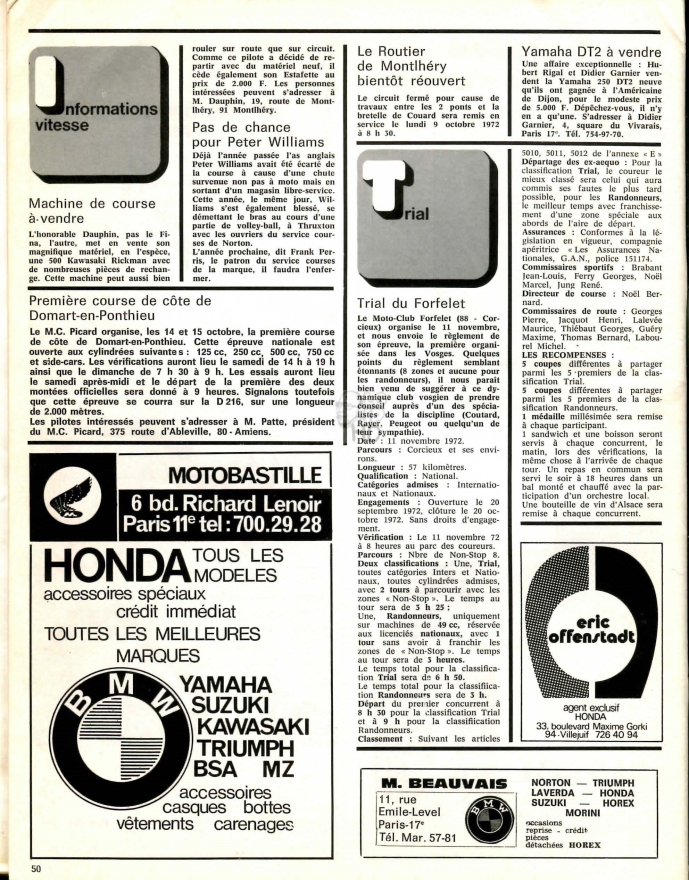 Informations
vitesse
Machine de course
à-vendre
L'honorable Dauphin, pas le Fi-
na, l'autre, met en vente son
magnifique matériel, en l'espèce,
une 500 Kawasaki Rickman avec
de nombreuses pièces de rechan-
ge. Cette machine peut aussi bien
rouler sur route que sur circuit.
Comme ce pilote a décidé de re-
partir avec du matériel neuf, il
cède également son Estafette au
prix de 2.000 F. Les personnes
intéressées peuvent s'adresser à
M. Dauphin, 19, route de Mont-
lhéry, 91 Montlhéry.
Pas de chance
pour Peter Williams
Déjà l'année passée l'as anglais
Peter Williams avait été écarté de
la course à cause d'une chute
survenue non pas à moto mais en
sortant d'un magasin libre-service.
Cette année, le même jour, Wil-
liams s'est également blessé, se
démettant le bras au cours d'une
partie de volley-ball, à Thruxton
avec les ouvriers du service cour-
ses de Norton.
L'année prochaine, dit Frank Per-
ris, le patron du service courses
de la marque, il faudra l'enfer-
mer.
Première course de côte de
Domart-en-Ponthieu
Le M.C. Picard organise, les 14 et 15 octobre, la première course
de côte de Domart-en-Ponthieu. Cette épreuve nationale est
ouverte aux cylindrées suivantes : 125 cc, 250 cc, 500 cc, 750 cc
et side-cars. Les vérifications auront lieu le samedi de 14 h à 19 h
ainsi que le dimanche de 7 h 30 à 9 h. Les essais auront lieu
le samedi après-midi et le départ de la première des deux
montées officielles sera donné à 9 heures. Signalons toutefois
que cette épreuve se courra sur la D 216, sur une longueur
de 2.000 mètres.
Les pilotes intéressés peuvent s'adresser à M. Patte, président
du M.C. Picard, 375 route d'Ableville, 80 - Amiens.
MOTOBASTILLE
6 bd. Richard Lenoir
Paris 11e tel : 700.29.28
HONDA TOUS LES
MODELES
accessoires spéciaux
crédit immédiat
TOUTES LES MEILLEURES
MARQUES
BMW
YAMAHA
SUZUKI
KAWASAKI
TRIUMPH
BSA MZ
accessoires
casques bottes
vêtements carenages
50
Le Routier
de Montlhéry
bientôt réouvert
Le circuit fermé pour cause de
travaux entre les 2 ponts et la
bretelle de Couard sera remis en
service le lundi 9 octobre 1972
à 8 h 30.
Trial
Trial du Forfelet
Le Moto-Club Forfelet (88 - Cor-
cieux) organise le 11 novembre,
et nous envoie le règlement de
son épreuve, la première organi-
sée dans les Vosges. Quelques
points du règlement semblant
étonnants (8 zones et aucune pour
les randonneurs), il nous parait
bien venu de suggérer à ce dy-
namique club vosgien de prendre
conseil auprès d'un des spécia-
listes de la discipline (Coutard,
Rayer, Peugeot ou quelqu'un de
leur sympathie).
Date : 11 novembre 1972.
Parcours : Corcieux et ses envi-
rons.
Longueur : 57 kilomètres.
Qualification : National.
Catégories admises : Internatio-
naux et Nationaux.
Engagements : Ouverture le 20
septembre 1972, clôture le 20 oc-
tobre 1972. Sans droits d'engage-
ment.
Vérification : Le 11 novembre 72
à 8 heures au parc des coureurs.
Parcours : Nbre de Non-Stop 8.
Deux classifications : Une, Trial,
toutes catégories Inters et Natio-
naux, toutes cylindrées admises,
avec 2 tours à parcourir avec les
zones « Non-Stop ». Le temps au
tour sera de 3 h 25 ;
Une, Randonneurs, uniquement
sur machines de 49 cc, réservée
aux licenciés nationaux, avec 1
tour sans avoir à franchir les
zones de « Non-Stop ». Le temps
au tour sera de 3 heures.
Le temps total pour la classifica-
tion Trial sera de 6 h 50.
Le temps total pour la classifiica-
tion Randonneurs sera de 3 h.
Départ du premier concurrent à
8 h 30 pour la classification Trial
et à 9 h pour la classifiication
Randonneurs.
Classement : Suivant les articles
Yamaha DT2 à vendre
Une affaire exceptionnelle : Hu-
bert Rigal et Didier Garnier ven-
dent la Yamaha 250 DT2 neuve
qu'ils ont gagnée à l'Américaine
de Dijon, pour le modeste prix
de 5.000 F. Dépêchez-vous, il n'y
en a qu'une. S'adresser à Didier
Garnier, 4, square du Vivarais,
Paris 17e. Tél. 754-97-70.
5010, 5011, 5012 de l'annexe « E »
Départage des ex-aequo : Pour la
classification Trial, le coureur le
mieux classé sera celui qui aura
commis ses fautes le plus tard
possible, pour les Randonneurs,
le meilleur temps avec franchisse-
ment d'une zone spéciale aux
abords de l'aire de départ.
Assurances : Conformes à la lé-
gislation en vigueur, compagnie
apéritrice « Les Assurances Na-
tionales, G.A.N., police 151174.
Commissaires sportifs : Brabant
Jean-Louis, Ferry Georges, Noël
Marcel, Jung René.
Directeur de course : Noël Ber-
nard.
Commissaires de route : Georges
Pierre, Jacquot Henri, Lalevée
Maurice, Thiébaut Georges, Guéry
Maxime, Thomas Bernard, Labou-
rel Michel.
LES RECOMPENSES :
5 coupes différentes à partager
parmi les 5 premiers de la clas-
sification Trial.
5 coupes différentes à partager
parmi les 5 premiers de la clas-
sification Randonneurs.
1 médaille millésimée sera remise
à chaque participant.
1 sandwich et une boisson seront
servis à chaque concurrent, le
matin, lors des vérifications, la
même chose à l'arrivée de chaque
tour. Un repas en commun sera
servi le soir à 18 heures dans un
bal monté et chauffé avec la par-
ticipation d'un orchestre local.
Une bouteille de vin d'Alsace sera
remise à chaque concurrent.
eric
offenstadt
agent exclusif
HONDA
33, boulevard Maxime Gorki
94-Villejuif 726 40 94
M. BEAUVAIS
11, rue
Emile-Level
Paris-17e
Tél. Mar. 57-81
BMW
NORTON — TRIUMPH
LAVERDA — HONDA
SUZUKI — HOREX
MORINI
occasions
reprise - crédit
pièces
détachées HOREX